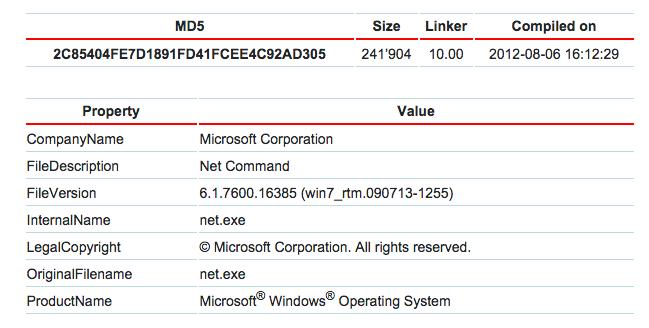 MD5 Size Linker Compiled on
2C85404FE7D1891FD41FCEE4C92AD305 241'904 10.00 2012-08-06 16:12:29
Property Value
CompanyName Microsoft Corporation
FileDescription Net Command
FileVersion 6.1.7600.16385 (win7_rtm.090713-1255)
InternalName net.exe
LegalCopyright © Microsoft Corporation. All rights reserved.
OriginalFilename net.exe
ProductName Microsoft® Windows® Operating System